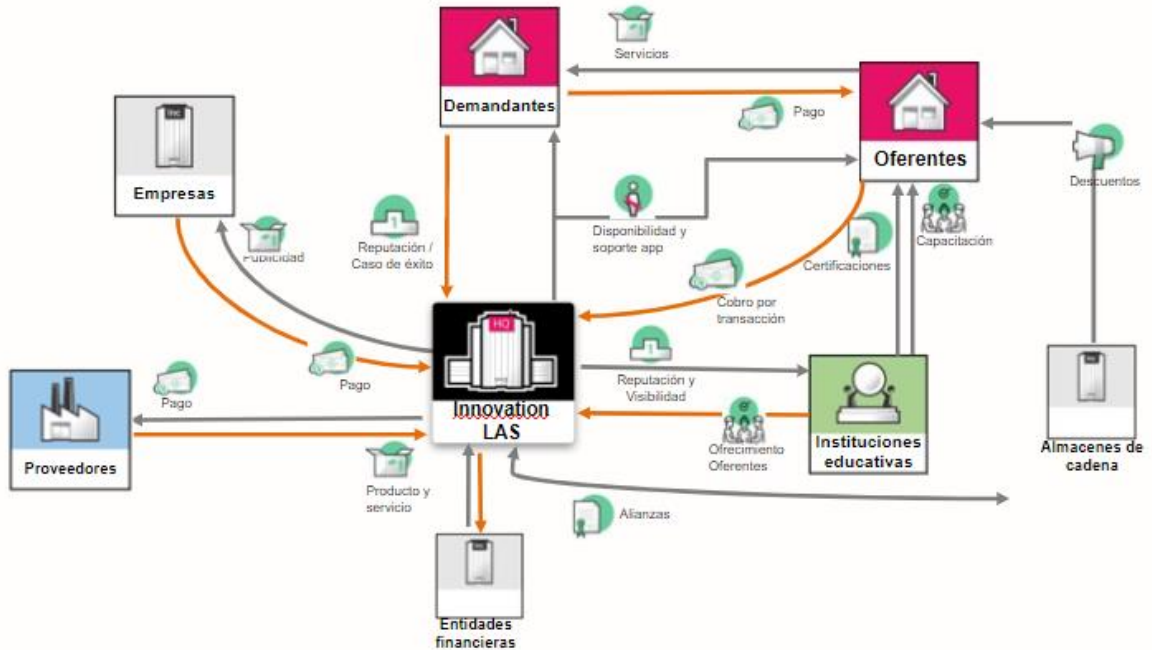 Servicios
Demandantes
Pago
Oferentes
Empresas
Descuentos
Publicidad
Reputación /
Caso de éxito
Disponibilidad y
soporte app
Certificaciones
Capacitación
Cobro por
transacción
HQ
Pago
Pago
Reputación y
Visibilidad
Innovation
LAS
Proveedores
Ofrecimiento
Oferentes
Instituciones
educativas
Almacenes de
cadena
Producto y
servicio
Alianzas
Entidades
financieras